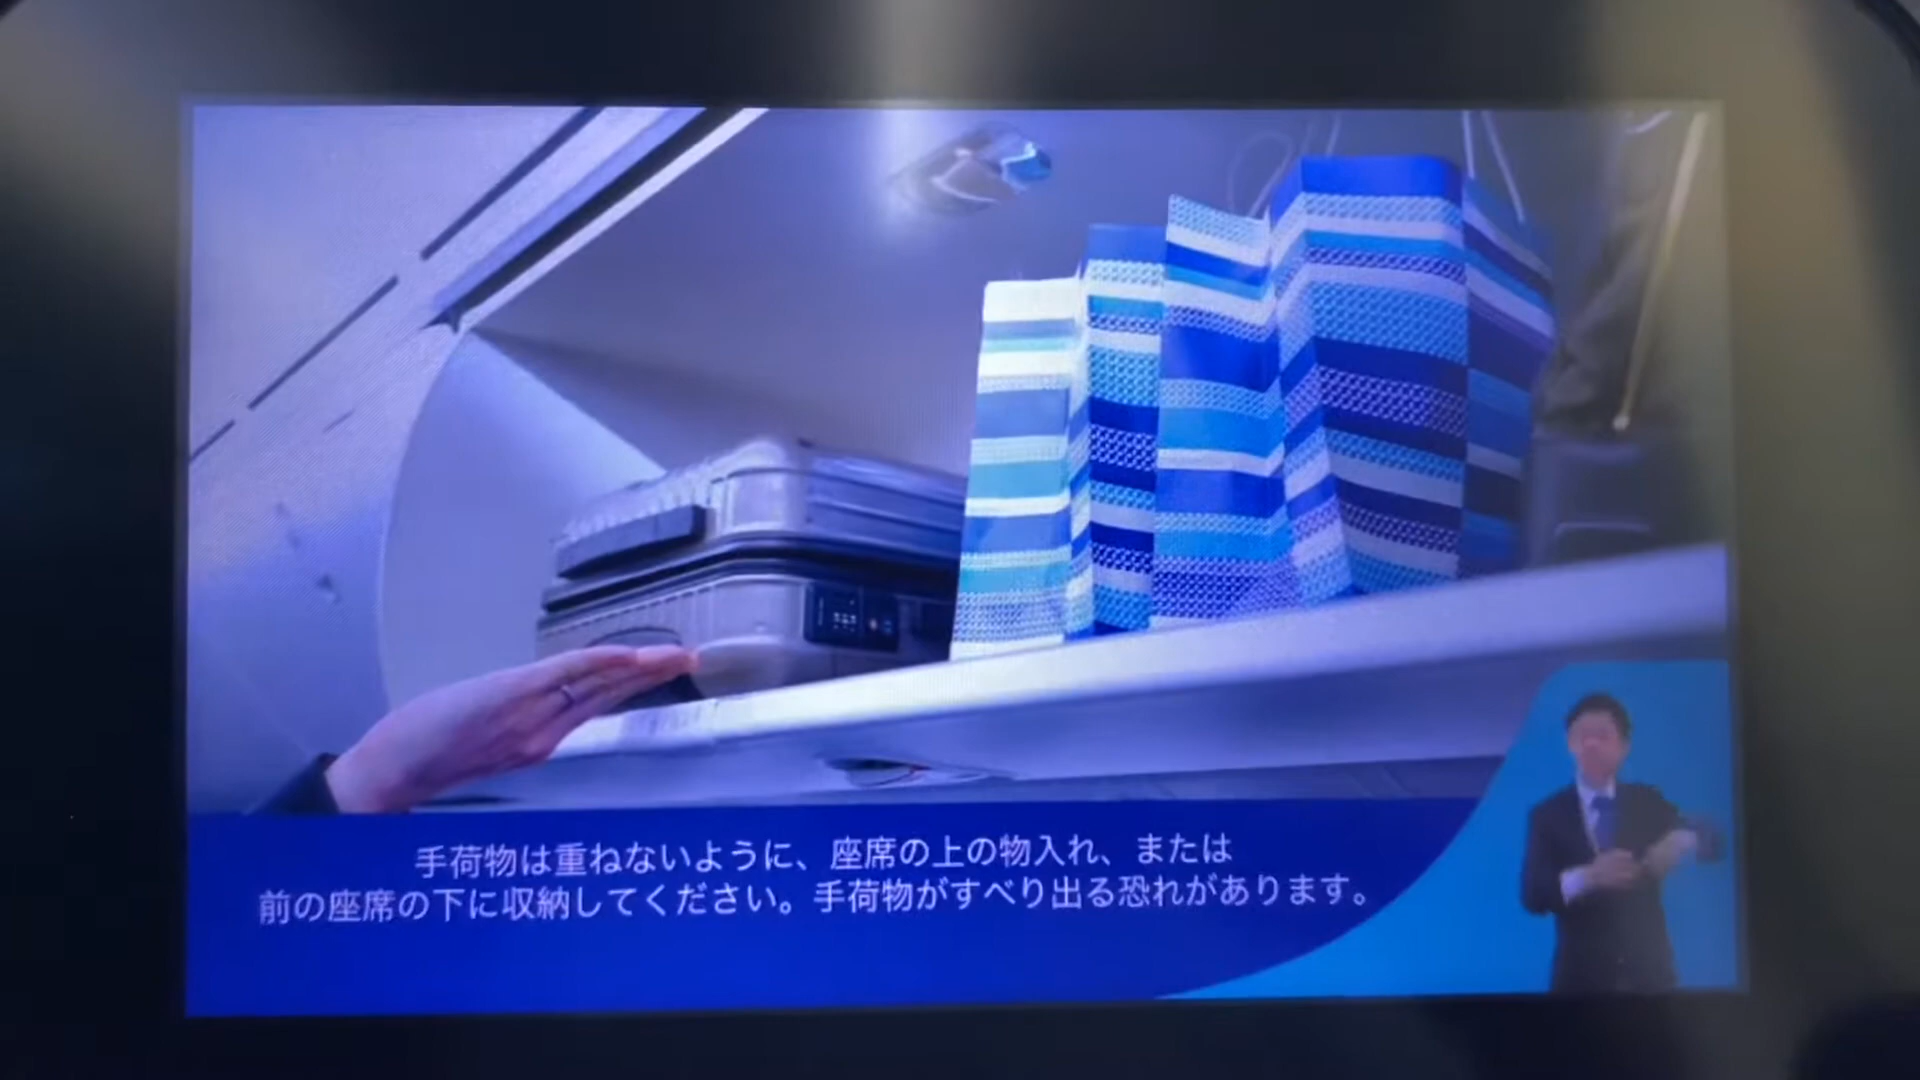 手荷物は重ねないように、座席の上の物入れ、または
前の座席の下に収納してください。手荷物がすべり出る恐れがあります。